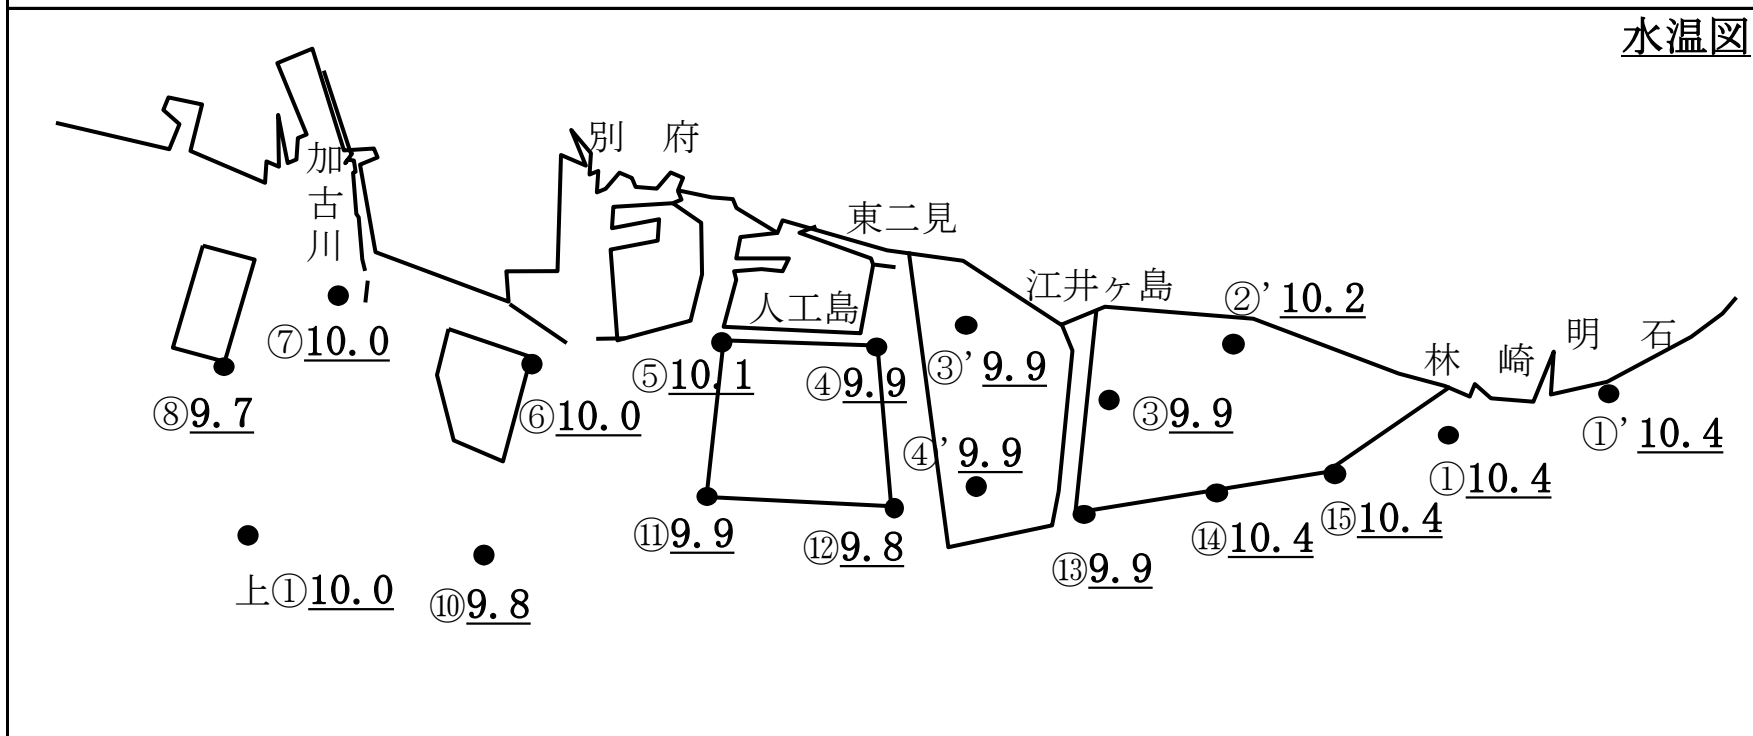 水温図
別 府
加古川
東二見
江井ヶ島
②' 10.2
人工島
明 石
⑦10.0
林 崎
⑤10.1
④9.9
③' 9.9
⑧9.7
⑥10.0
③9.9
①' 10.4
④' 9.9
①10.4
⑪9.9
⑫9.8
⑭10.4
⑮10.4
⑬9.9
上①10.0
⑩9.8